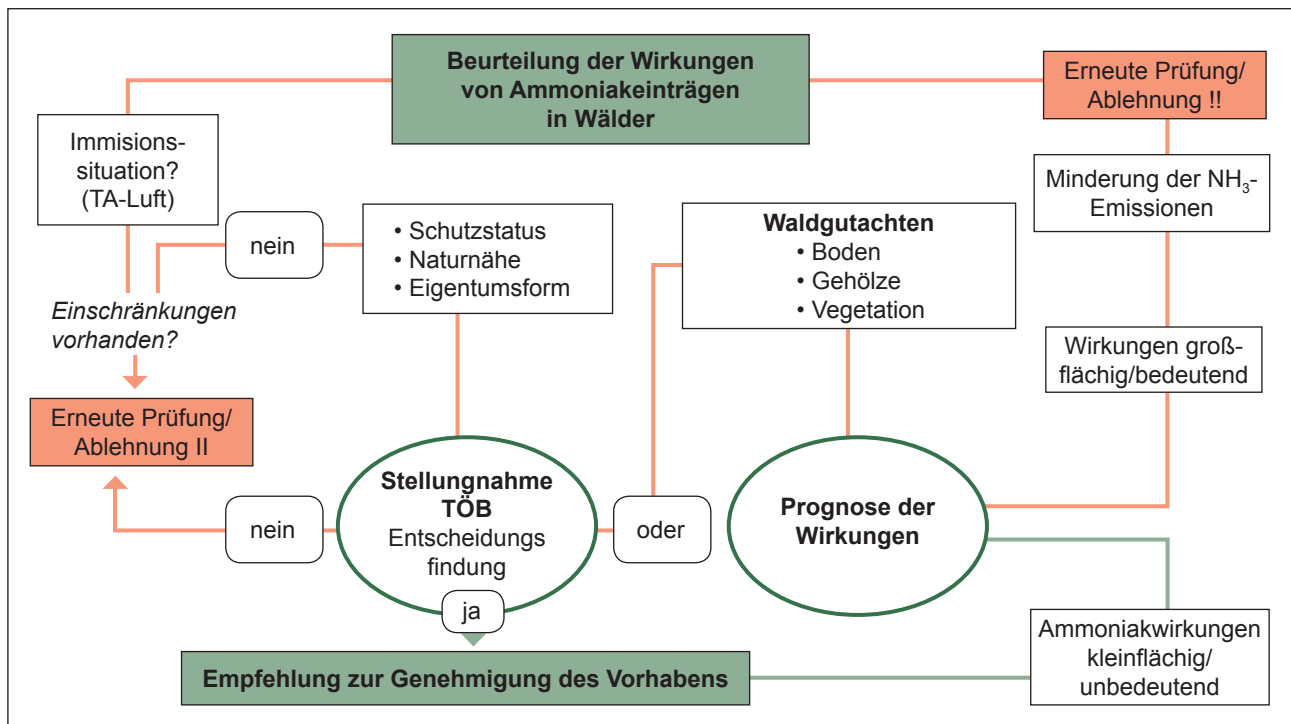 Beurteilung der Wirkungen
von Ammoniakeinträgen
in Wälder
Erneute Prüfung/
Ablehnung !!
Immisions-
situation?
(TA-Luft)
Minderung der NH₃-
Emissionen
nein
• Schutzstatus
• Naturnähe
• Eigentumsform
Waldgutachten
• Boden
• Gehölze
• Vegetation
Einschränkungen
vorhanden?
Wirkungen groß-
flächig/bedeutend
Erneute Prüfung/
Ablehnung II
nein
Stellungnahme
TÖB
Entscheidungs
findung
oder
Prognose der
Wirkungen
ja
Ammoniakwirkungen
kleinflächig/
unbedeutend
Empfehlung zur Genehmigung des Vorhabens